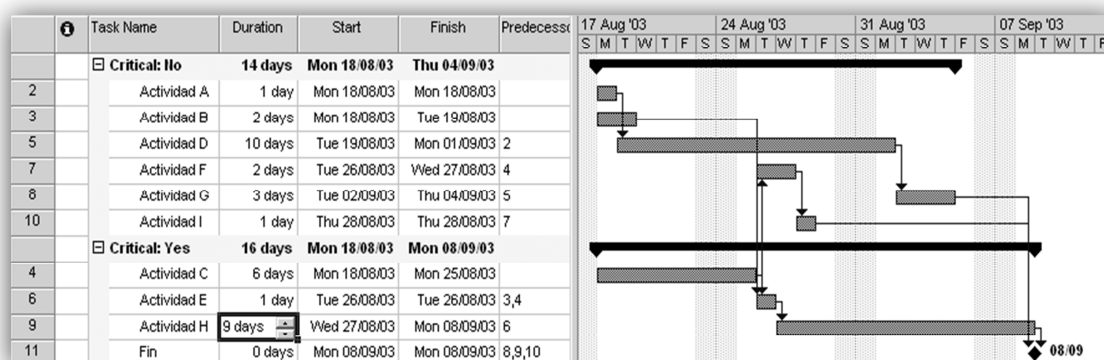 Task Name Duration Start Finish Predecesso 17 Aug '03 24 Aug '03 31 Aug '03 07 Sep '03
S M T W T F S S M T W T F S S M T W T F S S M T W T F
Critical: No 14 days Mon 18/08/03 Thu 04/09/03
2 Actividad A 1 day Mon 18/08/03 Mon 18/08/03
3 Actividad B 2 days Mon 18/08/03 Tue 19/08/03
5 Actividad D 10 days Tue 19/08/03 Mon 01/09/03 2
7 Actividad F 2 days Tue 26/08/03 Wed 27/08/03 4
8 Actividad G 3 days Tue 02/09/03 Thu 04/09/03 5
10 Actividad I 1 day Thu 28/08/03 Thu 28/08/03 7
Critical: Yes 16 days Mon 18/08/03 Mon 08/09/03
4 Actividad C 6 days Mon 18/08/03 Mon 25/08/03
6 Actividad E 1 day Tue 26/08/03 Tue 26/08/03 3,4
9 Actividad H 9 days Wed 27/08/03 Mon 08/09/03 6
11 Fin 0 days Mon 08/09/03 Mon 08/09/03 8,9,10 08/09